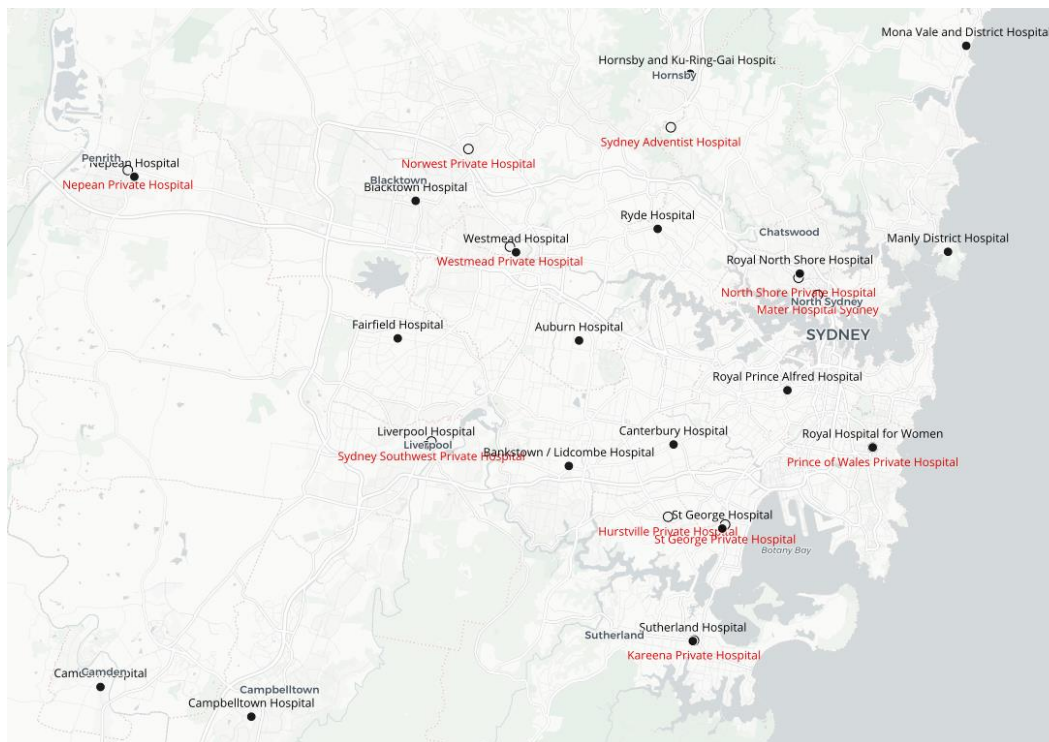 Mona Vale and District Hospita
Hornsby and Ku-Ring-Gai Hospita
Hornsby
Sydney Adventist Hospital
Norwest Private Hospital
Penrith
Nepean Hospital
Nepean Private Hospital
Blacktown
Blacktown Hospital
Ryde Hospital
Chatswood
Westmead Hospital
Westmead Private Hospital
Manly District Hospital
Royal North Shore Hospital
North Shore Private Hospital
North Sydney
Mater Hospital Sydney
SYDNEY
Fairfield Hospital
Auburn Hospital
Royal Prince Alfred Hospital
Liverpool Hospital
Liverpool
Sydney Southwest Private Hospital
Canterbury Hospital
Royal Hospital for Women
Bankstown / Lidcombe Hospital
Prince of Wales Private Hospital
St George Hospital
Hurstville Private Hospital
St George Private Hospital
Botany Bay
Sutherland Hospital
Sutherland
Kareena Private Hospital
Camden Hospital
Camden
Campbelltown
Campbelltown Hospital